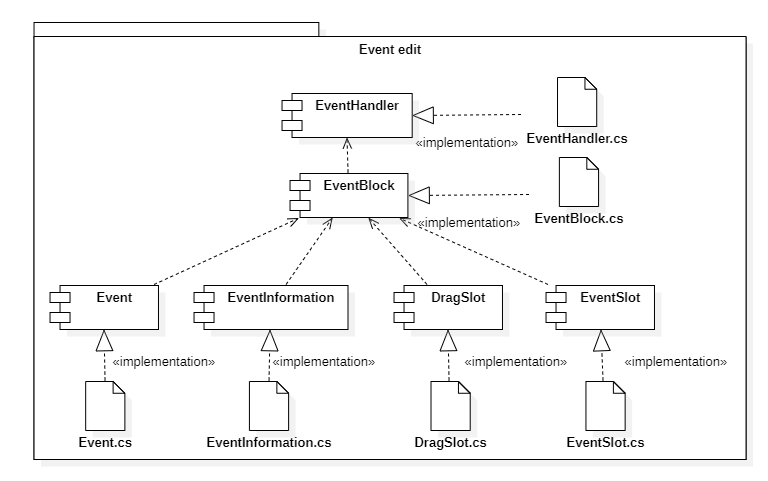 Event edit
EventHandler
«implementation»
EventHandler.cs
EventBlock
«implementation»
EventBlock.cs
Event
EventInformation
DragSlot
EventSlot
«implementation»
«implementation»
«implementation»
«implementation»
Event.cs
EventInformation.cs
DragSlot.cs
EventSlot.cs